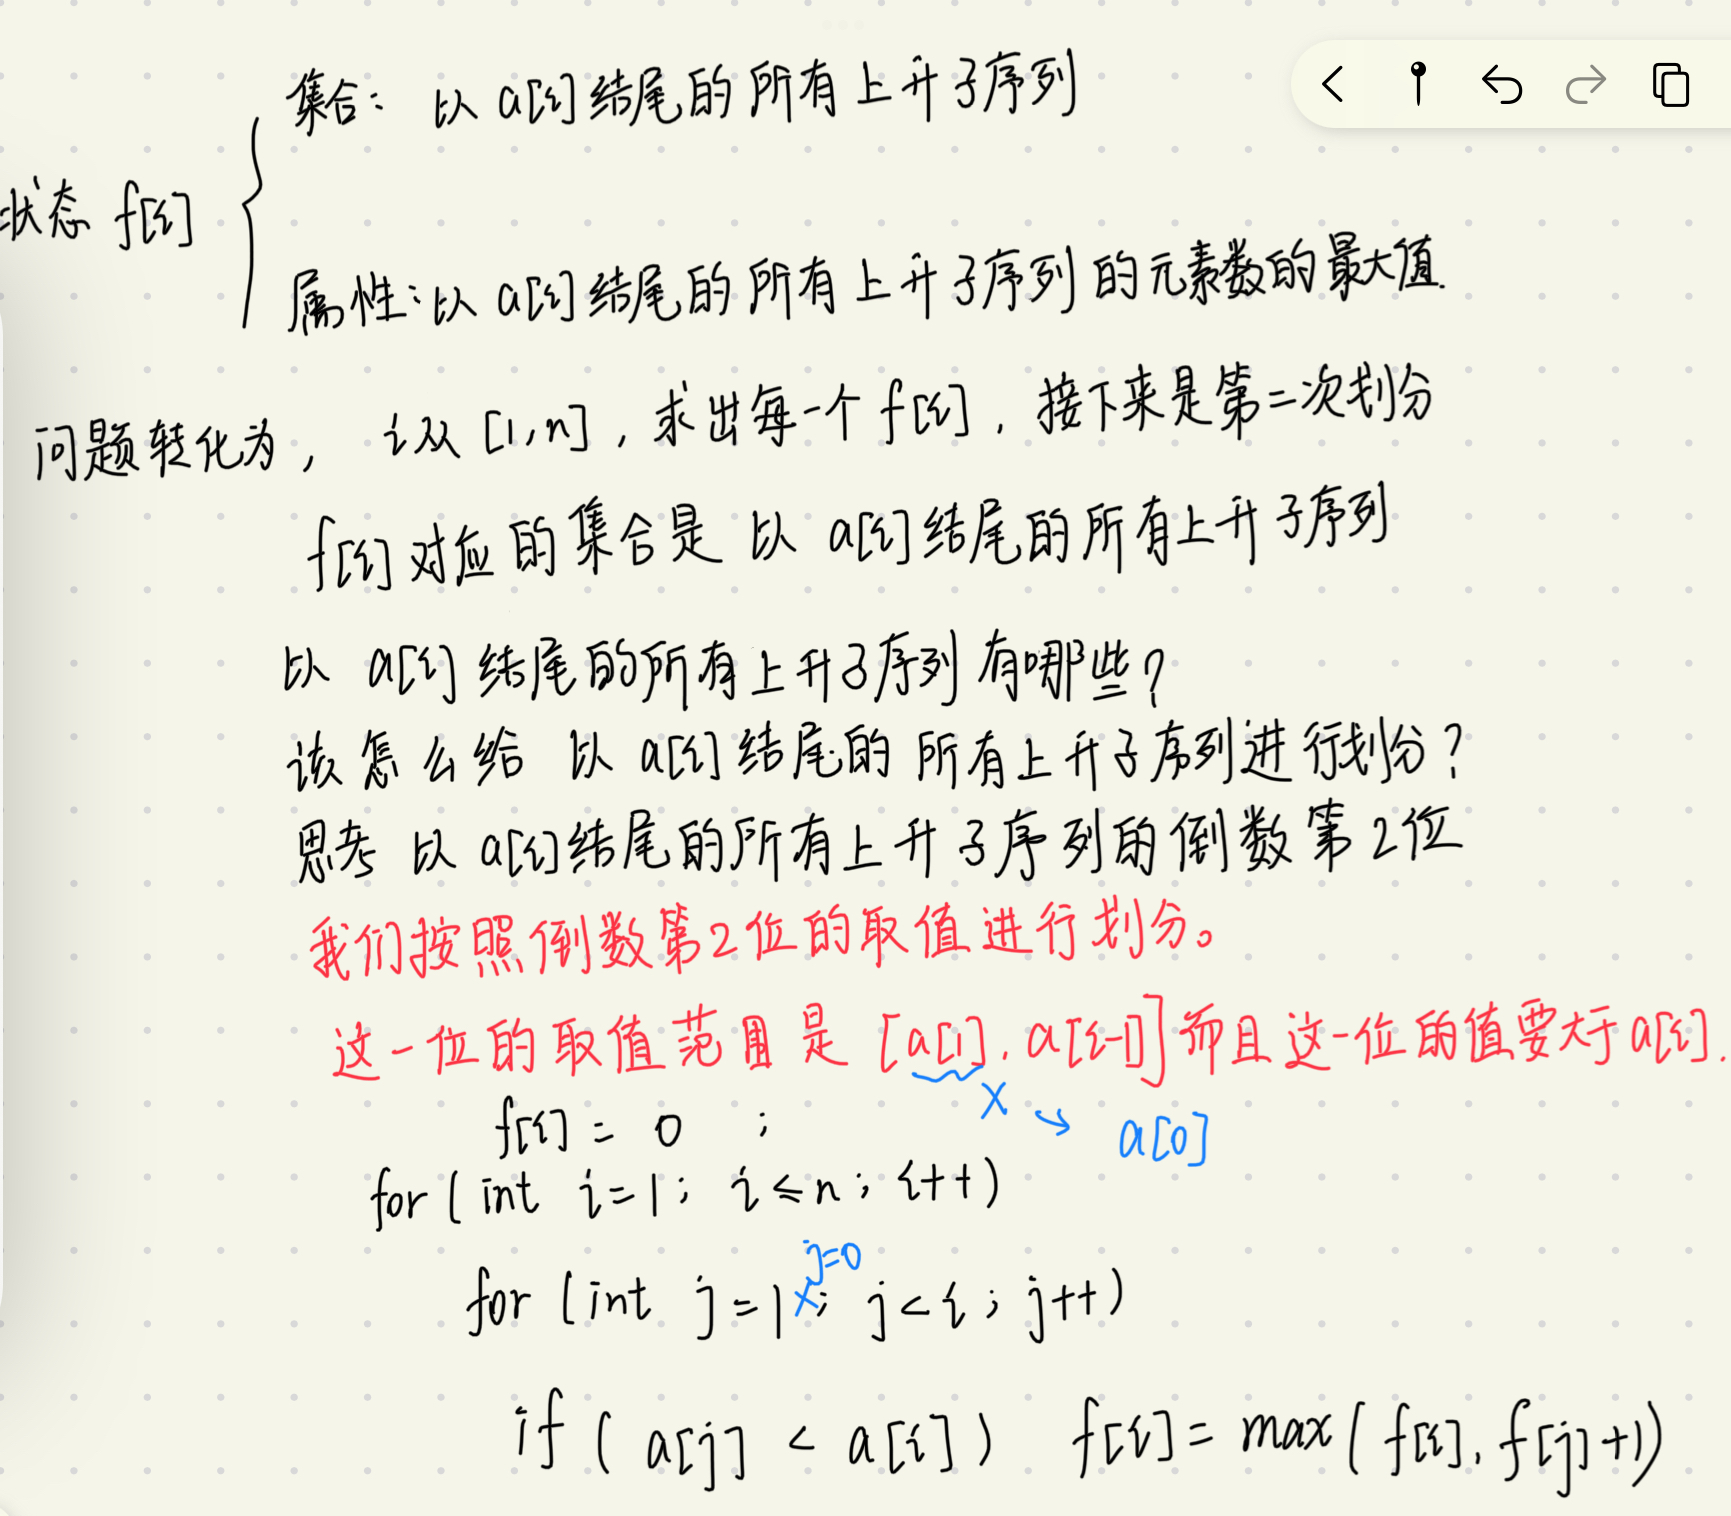 集合：以 a[i] 结尾的所有上升子序列
状态 f[i]
属性：以 a[i] 结尾的所有上升子序列的元素数的最大值.
问题转化为， i从 [1,n]，求出每一个 f[i]，接下来是第二次划分
f[i] 对应的集合是 以 a[i] 结尾的所有上升子序列
以 a[i] 结尾的所有上升子序列有哪些？
该怎么给 以 a[i] 结尾的 所有上升子序列进行划分？
思考 以 a[i] 结尾的所有上升子序列的倒数第2位
我们按照倒数第2位的取值进行划分。
这一位的取值范围是 [a[1], a[i-1]] 而且这一位的值要大于 a[i].
x → a[0]
f[i] = 0 ;
for ( int i=1; i≤n; i++)
j=0
for (int j=1 x; j<i; j++)
if ( a[j] < a[i] ) f[i] = max( f[i], f[j]+1)